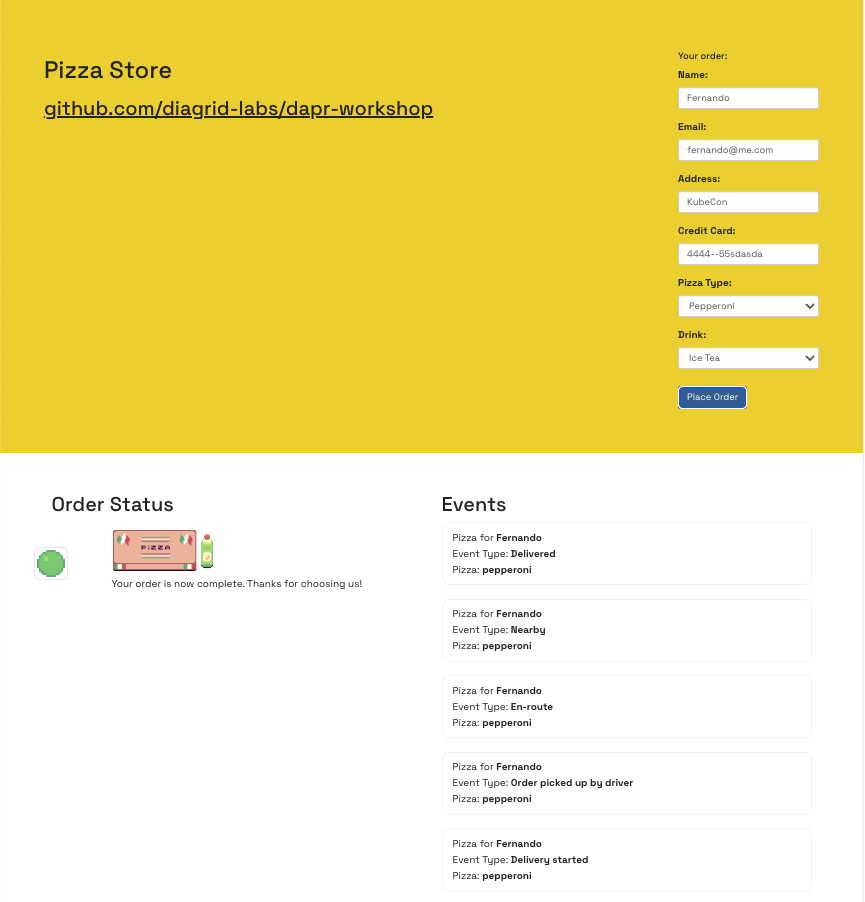 Pizza Store
github.com/diagrid-labs/dapr-workshop
Your order:
Name:
Fernando
Email:
fernando@me.com
Address:
KubeCon
Credit Card:
4444--55sdasda
Pizza Type:
Pepperoni
Drink:
Ice Tea
Place Order
Order Status
PIZZA
Your order is now complete. Thanks for choosing us!
Events
Pizza for Fernando
Event Type: Delivered
Pizza: pepperoni
Pizza for Fernando
Event Type: Nearby
Pizza: pepperoni
Pizza for Fernando
Event Type: En-route
Pizza: pepperoni
Pizza for Fernando
Event Type: Order picked up by driver
Pizza: pepperoni
Pizza for Fernando
Event Type: Delivery started
Pizza: pepperoni